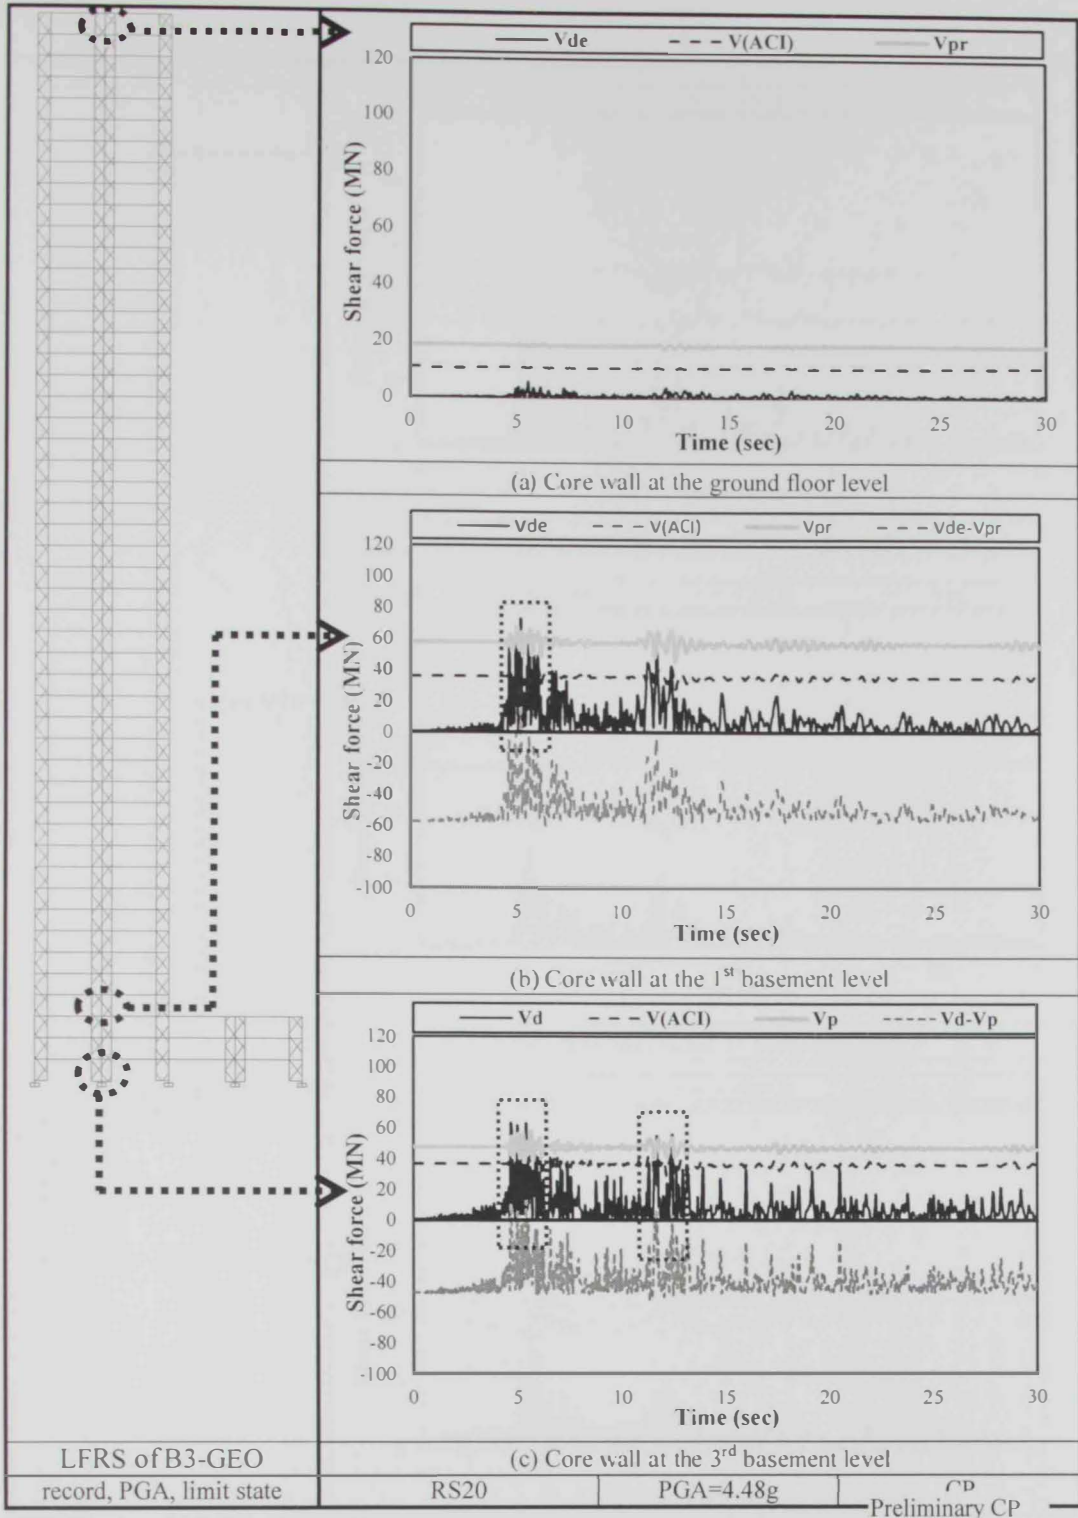 Vde V(ACI) Vpr
120
100
80
60
40
20
0
Shear force (MN)
0 5 10 15 20 25 30
Time (sec)
(a) Core wall at the ground floor level
Vde V(ACI) Vpr Vde-Vpr
120
100
80
60
40
20
0
-20
-40
-60
-80
-100
Shear force (MN)
0 5 10 15 20 25 30
Time (sec)
(b) Core wall at the 1st basement level
Vd V(ACI) Vp Vd-Vp
120
100
80
60
40
20
0
-20
-40
-60
-80
-100
Shear force (MN)
0 5 10 15 20 25 30
Time (sec)
LFRS of B3-GEO
(c) Core wall at the 3rd basement level
record, PGA, limit state RS20 PGA=4.48g CP
Preliminary CP